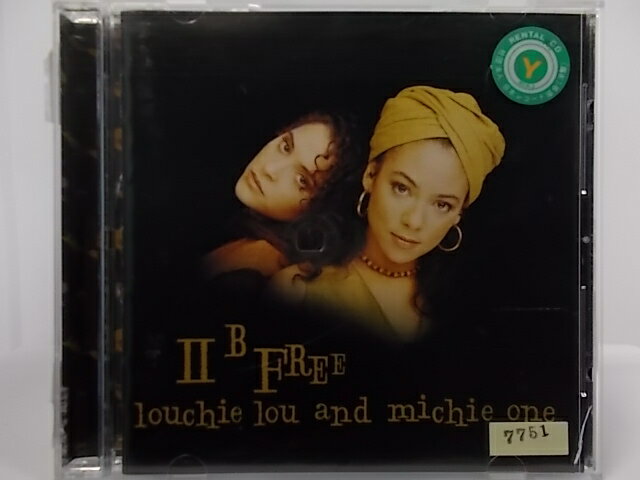 RENTAL CD
Y
II B FREE
louchie lou and michie one
7751